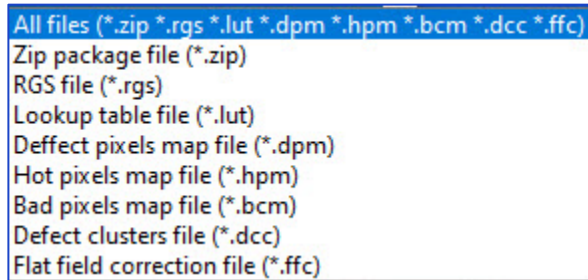 All files (*.zip *.rgs *.lut *.dpm *.hpm *.bcm *.dcc *.ffc)
Zip package file (*.zip)
RGS file (*.rgs)
Lookup table file (*.lut)
Deffect pixels map file (*.dpm)
Hot pixels map file (*.hpm)
Bad pixels map file (*.bcm)
Defect clusters file (*.dcc)
Flat field correction file (*.ffc)